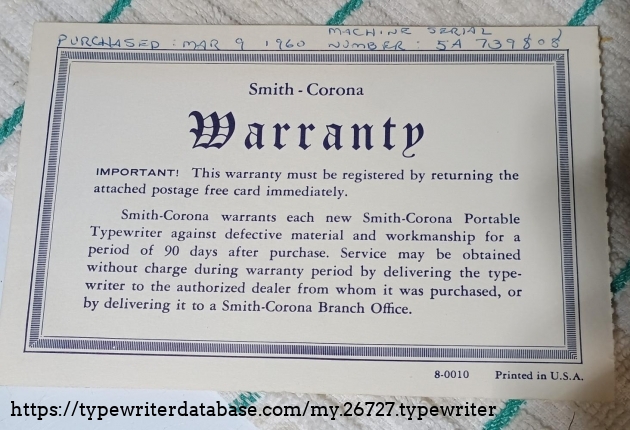 MACHINE SERIAL
PURCHASED : MAR 9 1960 NUMBER : 5A 739808
Smith - Corona
Warranty
IMPORTANT! This warranty must be registered by returning the
attached postage free card immediately.
Smith-Corona warrants each new Smith-Corona Portable
Typewriter against defective material and workmanship for a
period of 90 days after purchase. Service may be obtained
without charge during warranty period by delivering the type-
writer to the authorized dealer from whom it was purchased, or
by delivering it to a Smith-Corona Branch Office.
8-0010 Printed in U.S.A.
https://typewriterdatabase.com/my.26727.typewriter